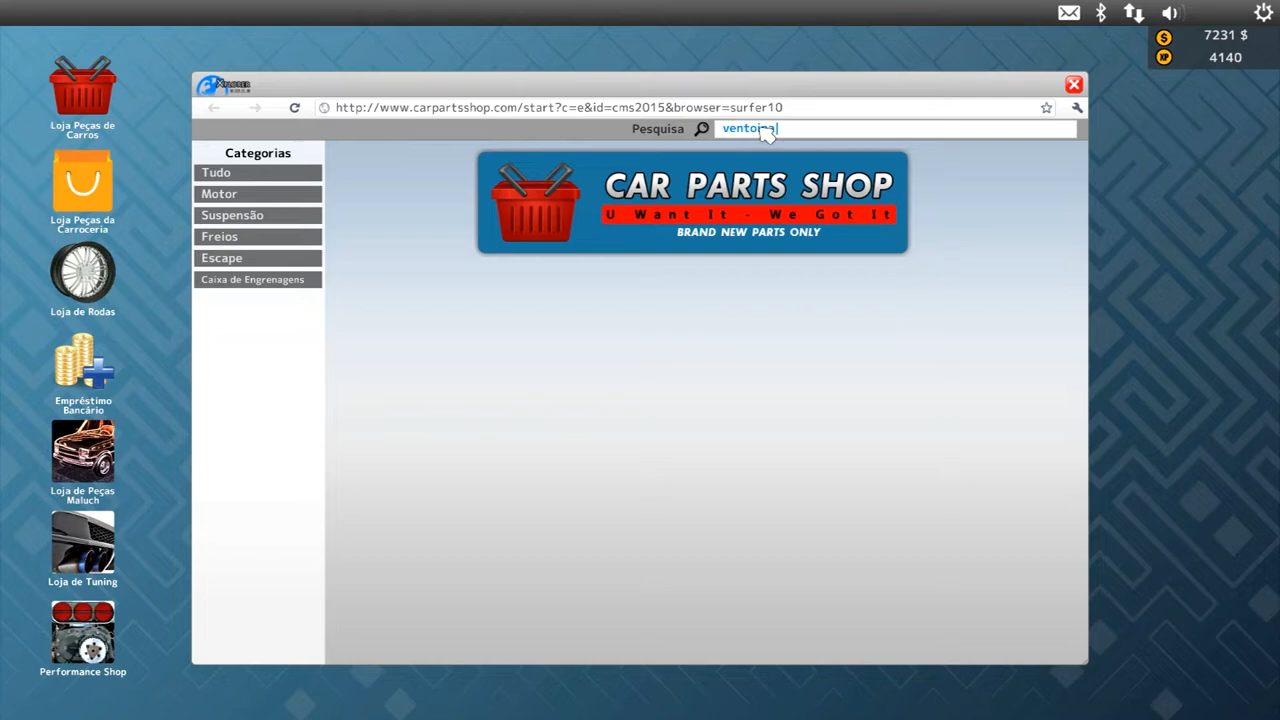 7231 $
4140
Loja Peças de
Carros
Loja Peças da
Carroceria
Loja de Rodas
Empréstimo
Bancário
Loja de Peças
Maluch
Loja de Tuning
Performance Shop
http://www.carpartsshop.com/start?c=e&id=cms2015&browser=surfer10
Pesquisa
Categorias
Tudo
Motor
Suspensão
Freios
Escape
Caixa de Engrenagens
CAR PARTS SHOP
U Want It - We Got It
BRAND NEW PARTS ONLY